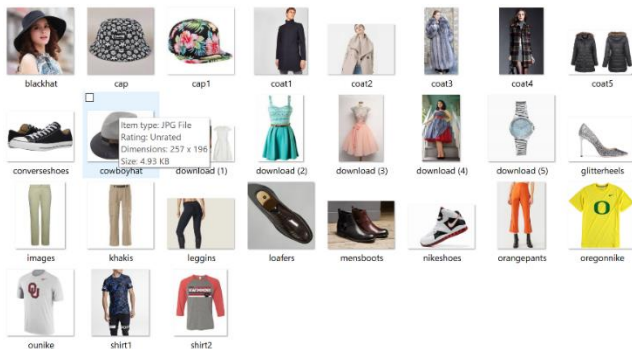 blackhat
cap
cap1
coat1
coat2
coat3
coat4
coat5
converseshoes
cowboyhat
Item type: JPG File
Rating: Unrated
Dimensions: 257 x 196
Size: 4.93 KB
download (1)
download (2)
download (3)
download (4)
download (5)
glitterheels
images
khakis
leggins
loafers
mensboots
nikeshoes
orangepants
oregonnike
O
ounike
OU
shirt1
shirt2